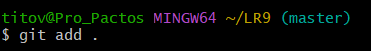 titov@Pro_Pactos MINGW64 ~/LR9 (master)
$ git add .